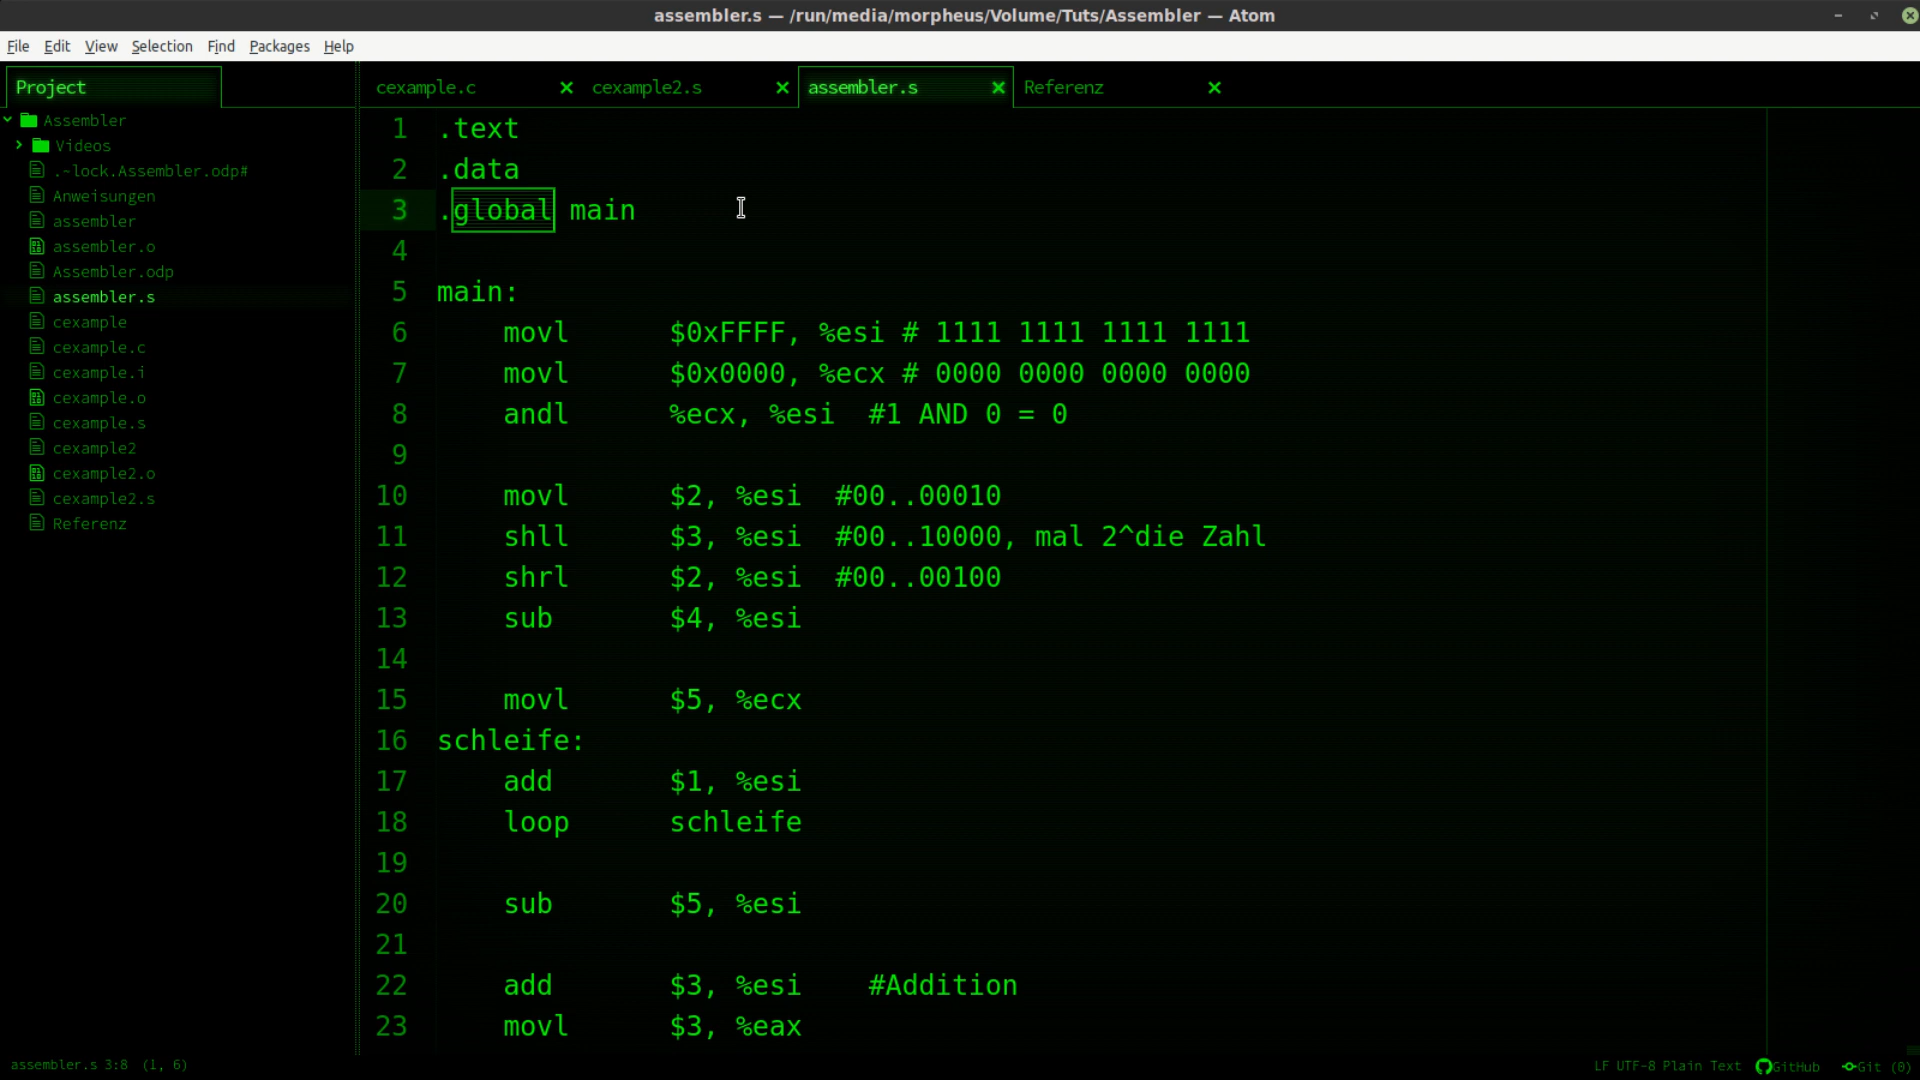 assembler.s — /run/media/morpheus/Volume/Tuts/Assembler — Atom
File Edit View Selection Find Packages Help
Project
Assembler
Videos
.~lock.Assembler.odp#
Anweisungen
assembler
assembler.o
Assembler.odp
assembler.s
cexample
cexample.c
cexample.i
cexample.o
cexample.s
cexample2
cexample2.o
cexample2.s
Referenz
cexample.c cexample2.s assembler.s Referenz
1 .text
2 .data
3 .global main
4
5 main:
6 movl $0xFFFF, %esi # 1111 1111 1111 1111
7 movl $0x0000, %ecx # 0000 0000 0000 0000
8 andl %ecx, %esi #1 AND 0 = 0
9
10 movl $2, %esi #00..00010
11 shll $3, %esi #00..10000, mal 2^die Zahl
12 shrl $2, %esi #00..00100
13 sub $4, %esi
14
15 movl $5, %ecx
16 schleife:
17 add $1, %esi
18 loop schleife
19
20 sub $5, %esi
21
22 add $3, %esi #Addition
23 movl $3, %eax
assembler.s 3:8 (1, 6)
LF UTF-8 Plain Text GitHub Git (0)